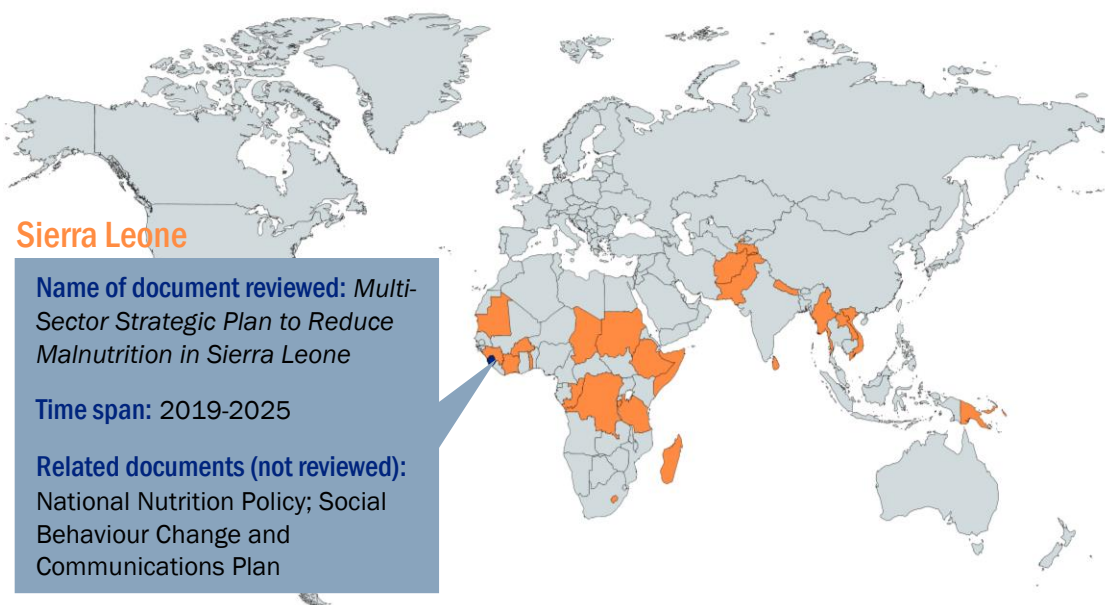 Sierra Leone
Name of document reviewed: Multi-
Sector Strategic Plan to Reduce
Malnutrition in Sierra Leone
Time span: 2019-2025
Related documents (not reviewed):
National Nutrition Policy; Social
Behaviour Change and
Communications Plan